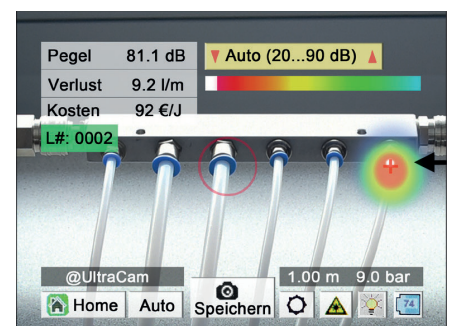 Pegel 81.1 dB
▼ Auto (20...90 dB) ▲
Verlust 9.2 l/m
Kosten 92 €/J
L#: 0002
@UltraCam
1.00 m 9.0 bar
Home Auto Speichern 74